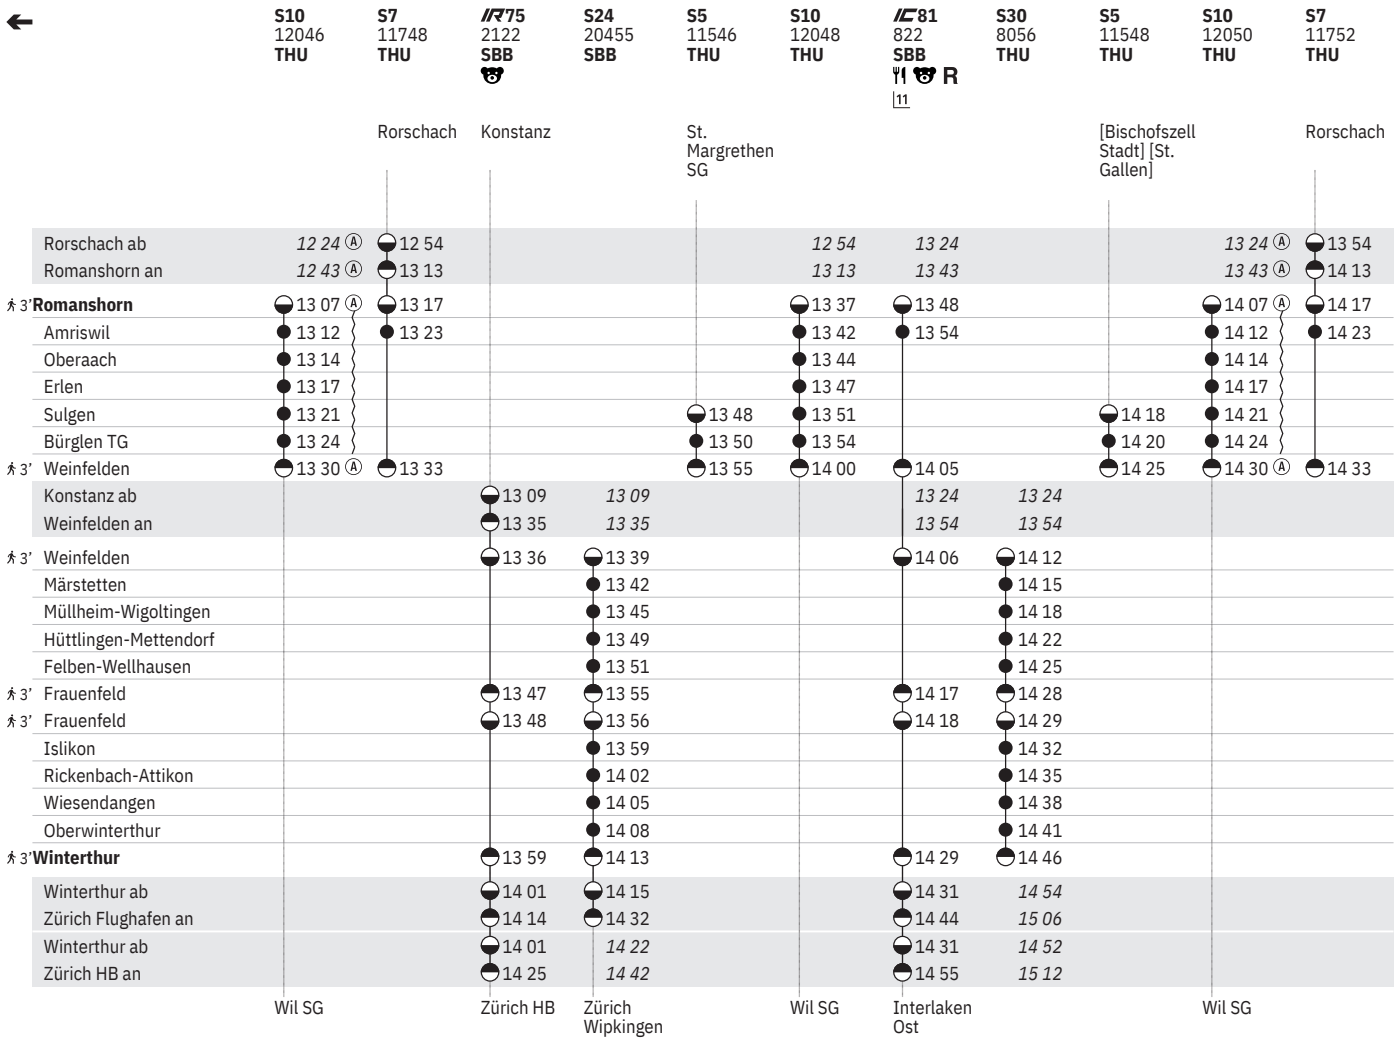 S10 S7 IR75 S24 S5 S10 IC81 S30 S5 S10 S7
12046 11748 2122 20455 11546 12048 822 8056 11548 12050 11752
THU THU SBB SBB THU THU SBB THU THU THU THU
R
11
Rorschach Konstanz St. [Bischofszell Rorschach
Margrethen Stadt] [St.
SG Gallen]
Rorschach ab 12 24 A 12 54 12 54 13 24 13 24 A 13 54
Romanshorn an 12 43 A 13 13 13 13 13 43 13 43 A 14 13
3' Romanshorn 13 07 A 13 17 13 37 13 48 14 07 A 14 17
Amriswil 13 12 13 23 13 42 13 54 14 12 14 23
Oberaach 13 14 13 44 14 14
Erlen 13 17 13 47 14 17
Sulgen 13 21 13 48 13 51 14 18 14 21
Bürglen TG 13 24 13 50 13 54 14 20 14 24
3' Weinfelden 13 30 A 13 33 13 55 14 00 14 05 14 25 14 30 A 14 33
Konstanz ab 13 09 13 09 13 24 13 24
Weinfelden an 13 35 13 35 13 54 13 54
3' Weinfelden 13 36 13 39 14 06 14 12
Märstetten 13 42 14 15
Müllheim-Wigoltingen 13 45 14 18
Hüttlingen-Mettendorf 13 49 14 22
Felben-Wellhausen 13 51 14 25
3' Frauenfeld 13 47 13 55 14 17 14 28
3' Frauenfeld 13 48 13 56 14 18 14 29
Islikon 13 59 14 32
Rickenbach-Attikon 14 02 14 35
Wiesendangen 14 05 14 38
Oberwinterthur 14 08 14 41
3' Winterthur 13 59 14 13 14 29 14 46
Winterthur ab 14 01 14 15 14 31 14 54
Zürich Flughafen an 14 14 14 32 14 44 15 06
Winterthur ab 14 01 14 22 14 31 14 52
Zürich HB an 14 25 14 42 14 55 15 12
Wil SG Zürich HB Zürich Wil SG Interlaken Wil SG
Wipkingen Ost